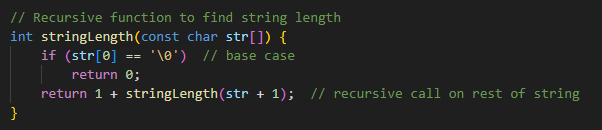 // Recursive function to find string length
int stringLength(const char str[]) {
    if (str[0] == '\0')  // base case
        return 0;
    return 1 + stringLength(str + 1);  // recursive call on rest of string
}